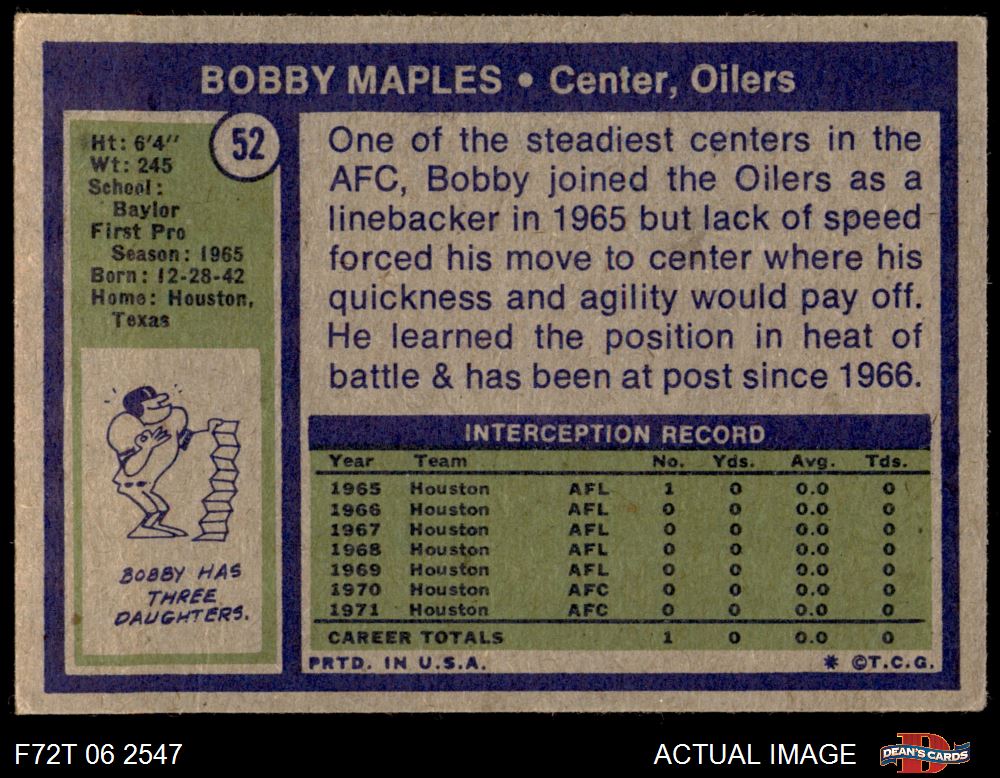 BOBBY MAPLES • Center, Oilers
52
Ht: 6'4''
Wt: 245
School:
Baylor
First Pro
Season: 1965
Born: 12-28-42
Home: Houston,
Texas
BOBBY HAS
THREE
DAUGHTERS.
One of the steadiest centers in the
AFC, Bobby joined the Oilers as a
linebacker in 1965 but lack of speed
forced his move to center where his
quickness and agility would pay off.
He learned the position in heat of
battle & has been at post since 1966.
INTERCEPTION RECORD
Year Team No. Yds. Avg. Tds.
1965 Houston AFL 1 0 0.0 0
1966 Houston AFL 0 0 0.0 0
1967 Houston AFL 0 0 0.0 0
1968 Houston AFL 0 0 0.0 0
1969 Houston AFL 0 0 0.0 0
1970 Houston AFC 0 0 0.0 0
1971 Houston AFC 0 0 0.0 0
CAREER TOTALS 1 0 0.0 0
PRTD. IN U.S.A. * ©T.C.G.
F72T 06 2547 ACTUAL IMAGE
DEAN'S CARDS